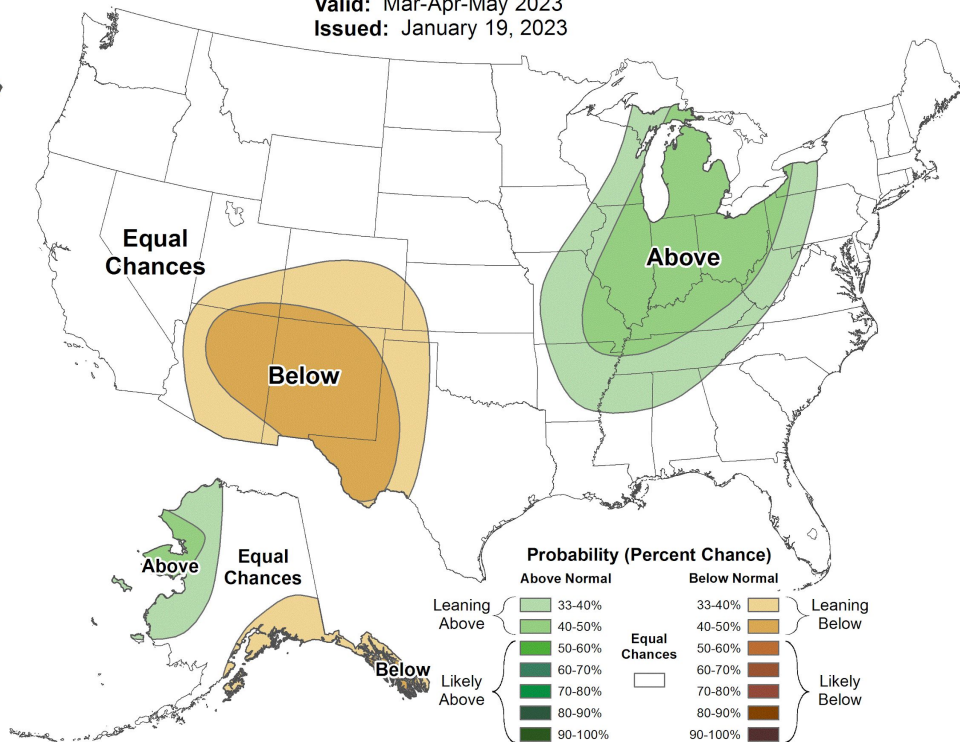 Valid: Mar-Apr-May 2023
Issued: January 19, 2023
Equal
Chances
Above
Below
Above
Equal
Chances
Below
Probability (Percent Chance)
Above Normal
Below Normal
Leaning
Above
33-40%
40-50%
50-60%
60-70%
70-80%
80-90%
90-100%
Likely
Above
Equal
Chances
33-40%
40-50%
50-60%
60-70%
70-80%
80-90%
90-100%
Leaning
Below
Likely
Below